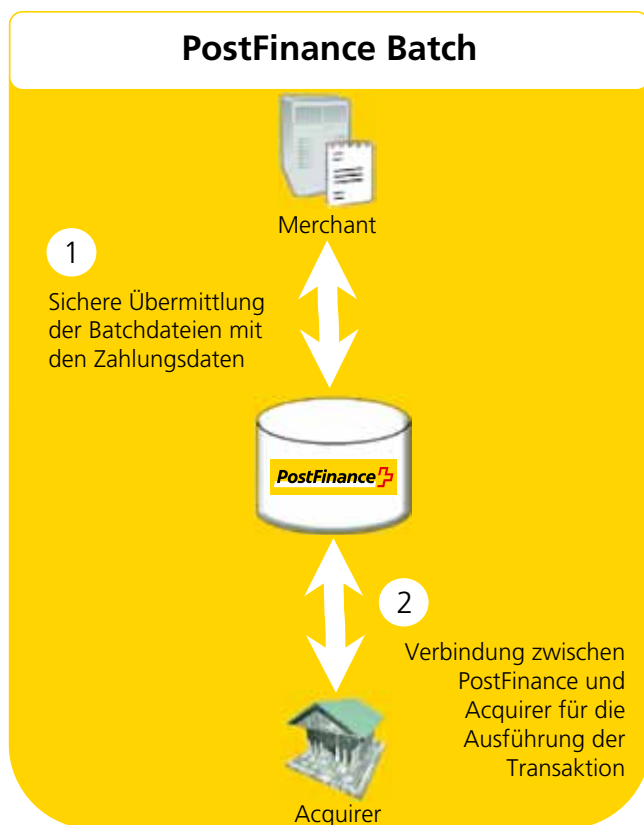 PostFinance Batch
Merchant
1
Sichere Übermittlung
der Batchdateien mit
den Zahlungsdaten
PostFinance
2
Verbindung zwischen
PostFinance und
Acquirer für die
Ausführung der
Transaktion
Acquirer